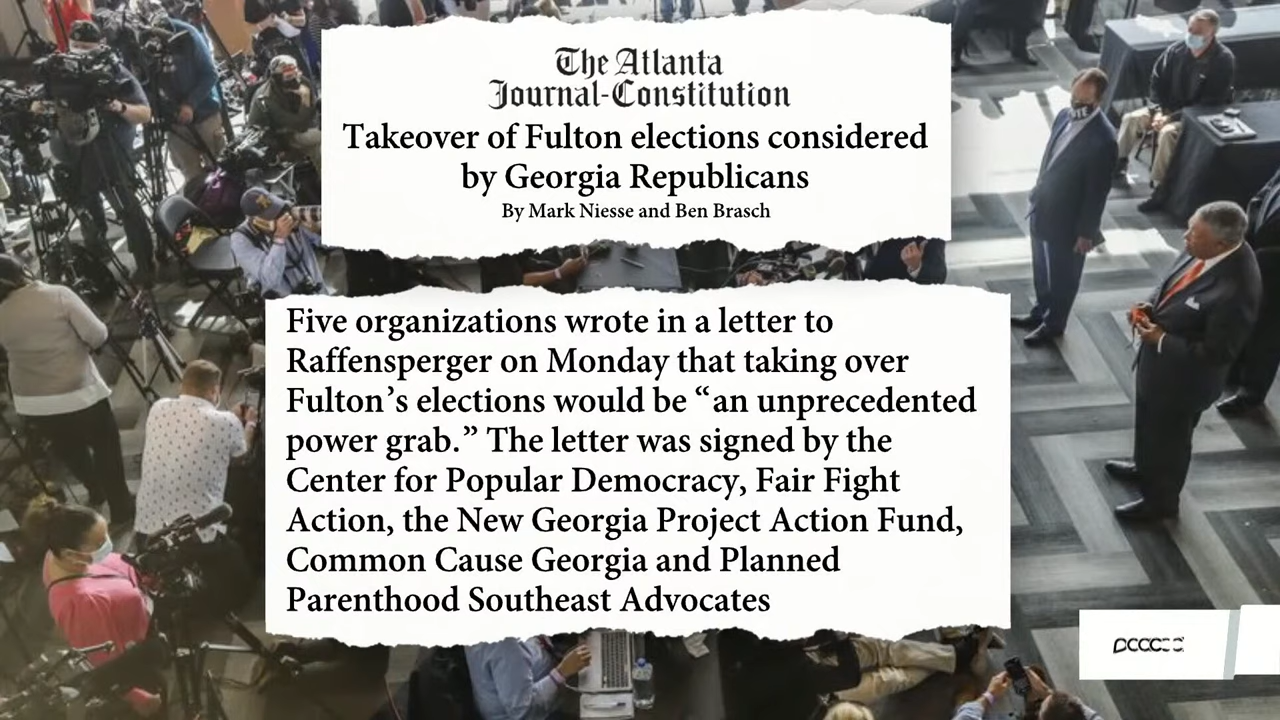 The Atlanta
Journal-Constitution
Takeover of Fulton elections considered
by Georgia Republicans
By Mark Niesse and Ben Brasch
Five organizations wrote in a letter to
Raffensperger on Monday that taking over
Fulton’s elections would be “an unprecedented
power grab.” The letter was signed by the
Center for Popular Democracy, Fair Fight
Action, the New Georgia Project Action Fund,
Common Cause Georgia and Planned
Parenthood Southeast Advocates